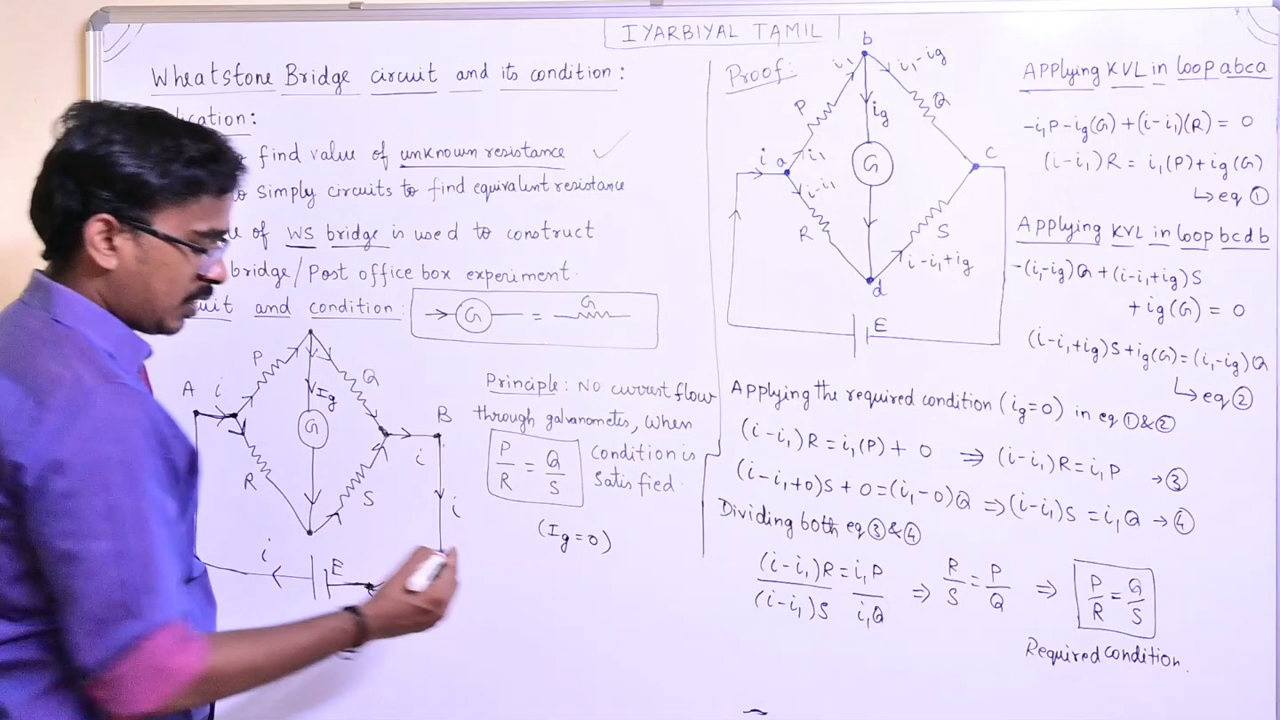 IYARBIYAL TAMIL
Wheatstone Bridge circuit and its condition:
find value of unknown resistance ✓
simply circuits to find equivalent resistance
of WS bridge is used to construct
bridge/Post office box experiment.
and condition:
G = G
A i P Q Ig G R S B i i i E
Principle: No current flow
through galvanometer, when
P/R = Q/S condition is
satisfied.
(Ig=0)
Proof:
b i1 i1-ig P Q ig G i a i1 c i-i1 R S i-i1+ig d E
Applying KVL in loop abca
-i1P-ig(G)+(i-i1)(R) = 0
(i-i1)R = i1(P)+ig(G)
↳eq ①
Applying KVL in loop bcdb
-(i1-ig)Q+(i-i1+ig)S
+ig(G) = 0
(i-i1+ig)S+ig(G)=(i1-ig)Q
↳eq ②
Applying the required condition (ig=0) in eq ①&②
(i-i1)R=i1(P)+ 0 ⇒ (i-i1)R=i1P →③
(i-i1+0)S+0=(i1-0)Q ⇒(i-i1)S=i1Q →④
Dividing both eq ③&④
(i-i1)R/(i-i1)S = i1P/i1Q ⇒ R/S = P/Q ⇒ P/R = Q/S
Required condition.